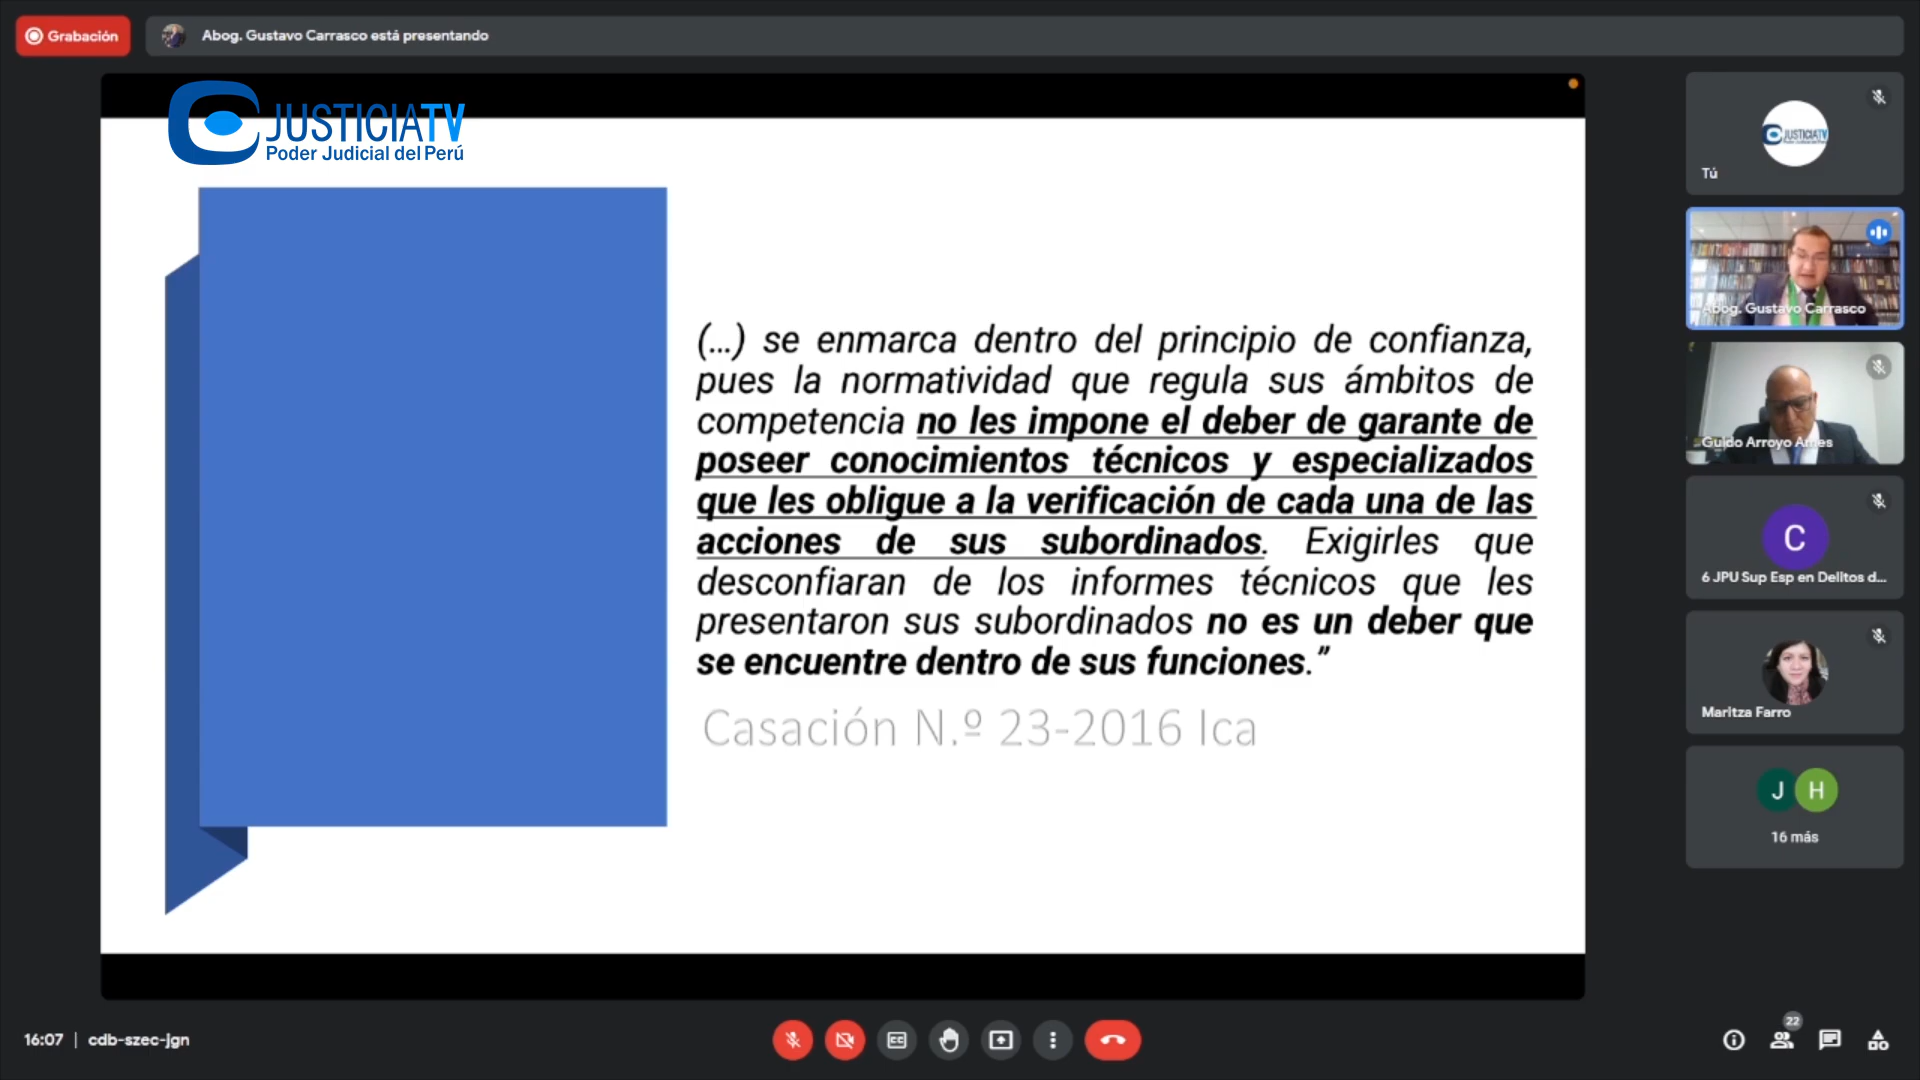 Grabación
Abog. Gustavo Carrasco está presentando
JUSTICIATV
Poder Judicial del Perú
(...) se enmarca dentro del principio de confianza,
pues la normatividad que regula sus ámbitos de
competencia no les impone el deber de garante de
poseer conocimientos técnicos y especializados
que les obligue a la verificación de cada una de las
acciones de sus subordinados. Exigirles que
desconfiaran de los informes técnicos que les
presentaron sus subordinados no es un deber que
se encuentre dentro de sus funciones.”
Casación N.º 23-2016 Ica
JUSTICIATV
Tú
Abog. Gustavo Carrasco
Guido Arroyo Ames
C
6 JPU Sup Esp en Delitos d...
Maritza Farro
J H
16 más
16:07 | cdb-szec-jgn
22